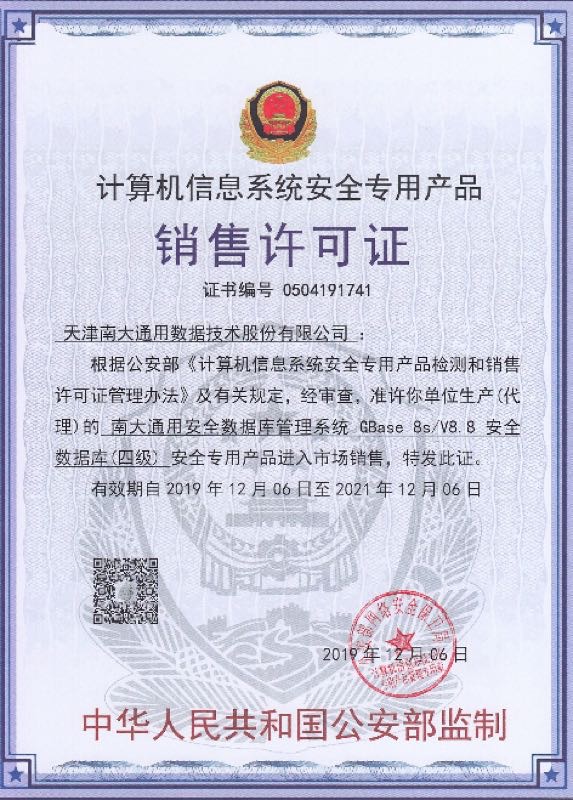 计算机信息系统安全专用产品
销售许可证
证书编号 0504191741
天津南大通用数据技术股份有限公司 ：
根据公安部《计算机信息系统安全专用产品检测和销售
许可证管理办法》及有关规定，经审查，准许你单位生产(代
理)的 南大通用安全数据库管理系统 GBase 8s/V8.8 安全
数据库(四级) 安全专用产品进入市场销售，特发此证。
有效期自 2019 年 12 月 06 日至 2021 年 12 月 06 日
2019 年 12 月 06 日
中华人民共和国公安部监制